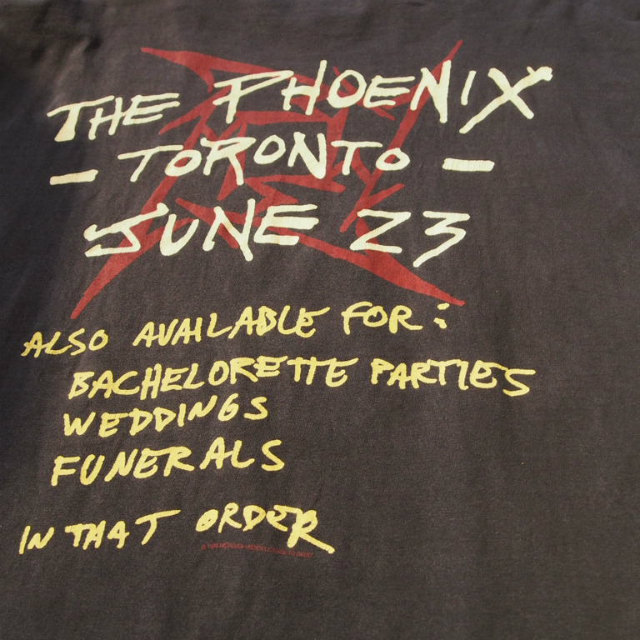 THE PHOENIX
- TORONTO -
JUNE 23
ALSO AVAILABLE FOR:
BACHELORETTE PARTIES
WEDDINGS
FUNERALS
IN THAT ORDER